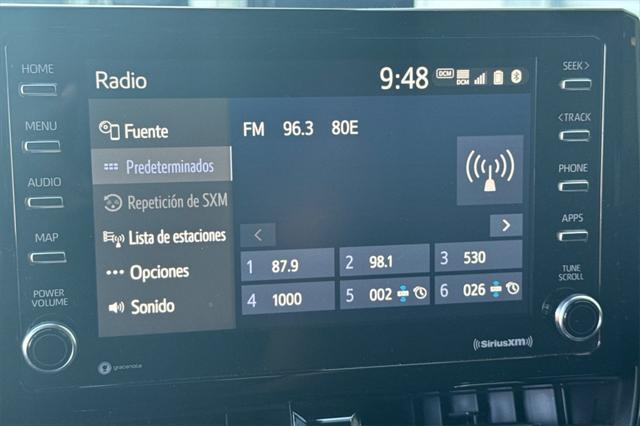 HOME
MENU
AUDIO
MAP
POWER
VOLUME
Radio
9:48
DCM
DCM
Fuente
Predeterminados
Repetición de SXM
Lista de estaciones
Opciones
Sonido
FM 96.3 80E
1 87.9
2 98.1
3 530
4 1000
5 002
6 026
gracenote
((SiriusXM))
SEEK >
< TRACK
PHONE
APPS
TUNE
SCROLL